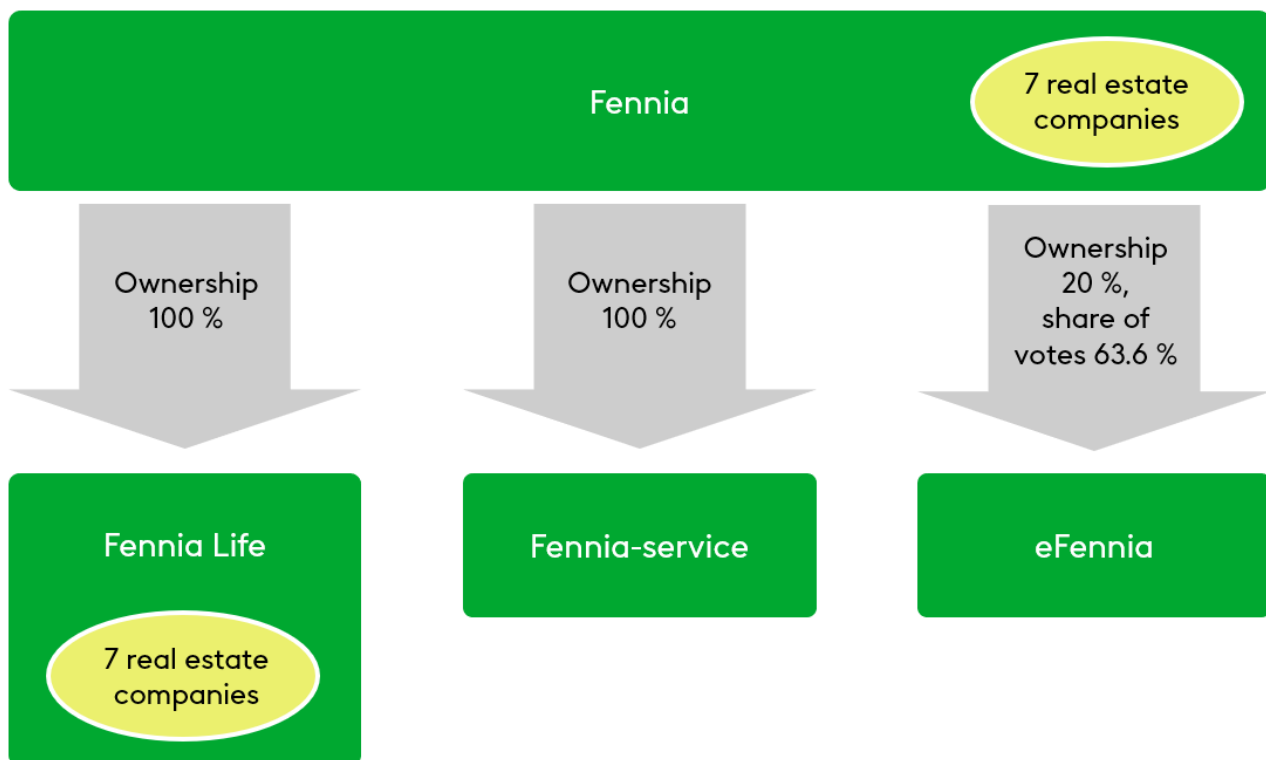 Fennia
7 real estate
companies
Ownership
100 %
Ownership
100 %
Ownership
20 %,
share of
votes 63.6 %
Fennia Life
7 real estate
companies
Fennia-service
eFennia